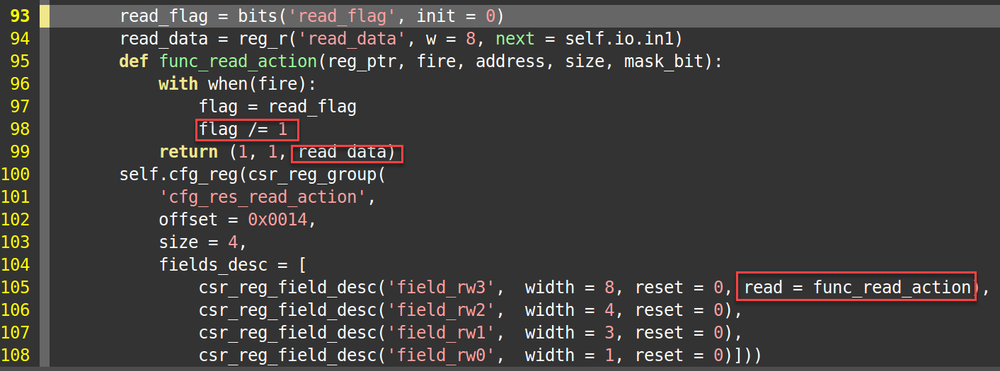 93 read_flag = bits('read_flag', init = 0)
94 read_data = reg_r('read_data', w = 8, next = self.io.in1)
95 def func_read_action(reg_ptr, fire, address, size, mask_bit):
96 with when(fire):
97 flag = read_flag
98 flag /= 1
99 return (1, 1, read_data)
100 self.cfg_reg(csr_reg_group(
101 'cfg_res_read_action',
102 offset = 0x0014,
103 size = 4,
104 fields_desc = [
105 csr_reg_field_desc('field_rw3', width = 8, reset = 0, read = func_read_action),
106 csr_reg_field_desc('field_rw2', width = 4, reset = 0),
107 csr_reg_field_desc('field_rw1', width = 3, reset = 0),
108 csr_reg_field_desc('field_rw0', width = 1, reset = 0)]))